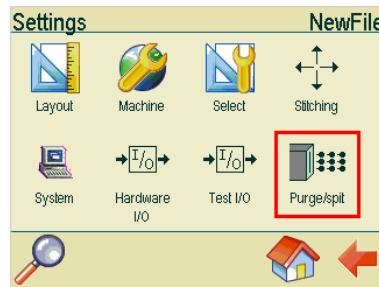 Settings NewFile
Layout Machine Select Stitching
I/O I/O
System Hardware Test I/O Purge/spit
I/O